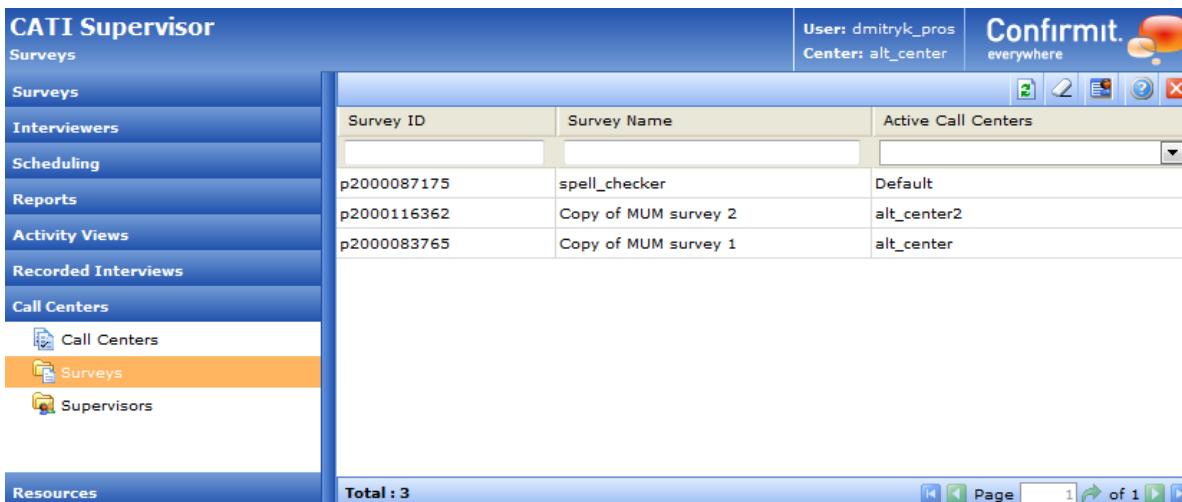 CATI Supervisor
Surveys
User: dmitryk_pros
Center: alt_center
Confirmit.
everywhere
Surveys
Interviewers
Scheduling
Reports
Activity Views
Recorded Interviews
Call Centers
Call Centers
Surveys
Supervisors
Resources
Survey ID Survey Name Active Call Centers
p2000087175 spell_checker Default
p2000116362 Copy of MUM survey 2 alt_center2
p2000083765 Copy of MUM survey 1 alt_center
Total : 3 Page 1 of 1